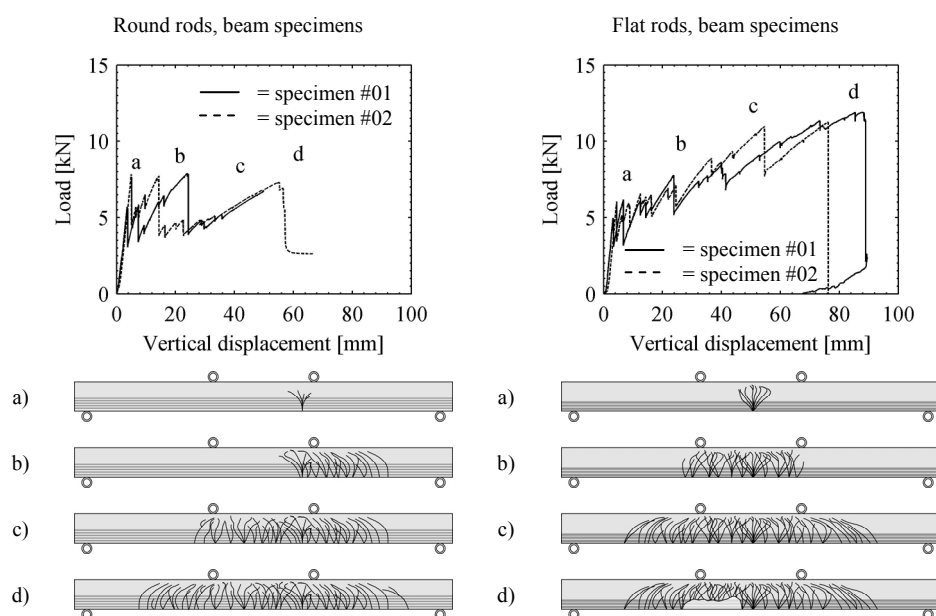 Round rods, beam specimens
15
10
5
0
Load [kN]
= specimen #01
= specimen #02
a
b
c
d
0 20 40 60 80 100
Vertical displacement [mm]
a)
b)
c)
d)
Flat rods, beam specimens
15
10
5
0
Load [kN]
a
b
c
d
= specimen #01
= specimen #02
0 20 40 60 80 100
Vertical displacement [mm]
a)
b)
c)
d)